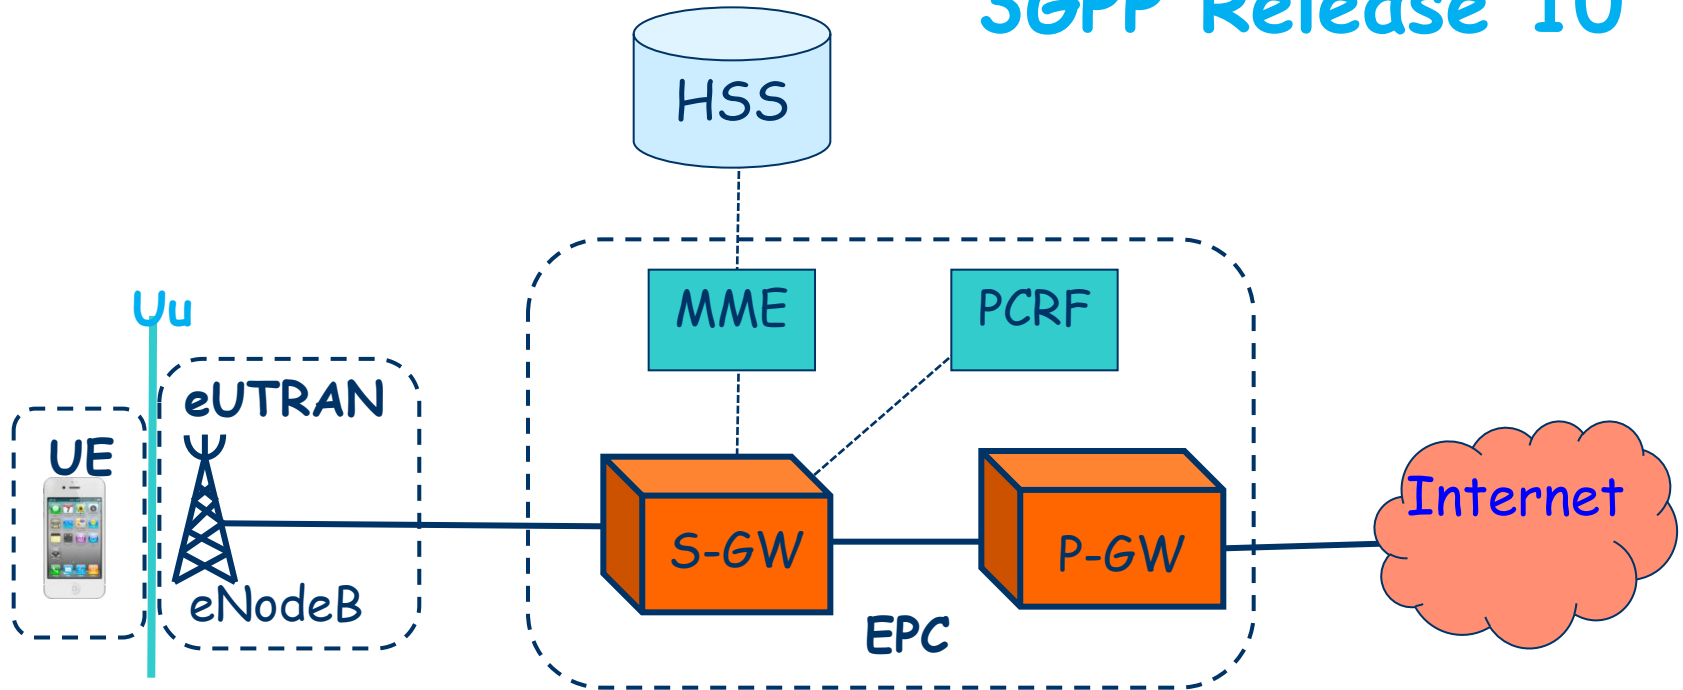 3GPP Release 10
HSS
MME
PCRF
Uu
eUTRAN
UE
Internet
S-GW
P-GW
eNodeB
EPC